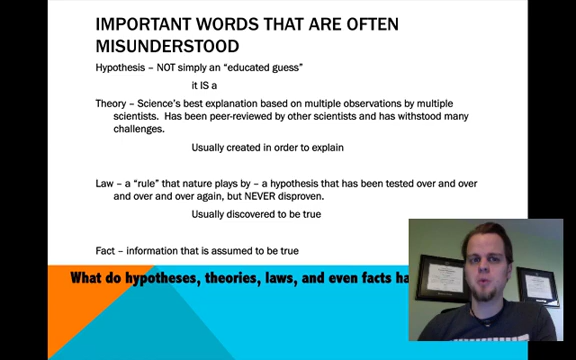 IMPORTANT WORDS THAT ARE OFTEN
MISUNDERSTOOD
Hypothesis – NOT simply an “educated guess”
it IS a
Theory – Science’s best explanation based on multiple observations by multiple
scientists. Has been peer-reviewed by other scientists and has withstood many
challenges.
Usually created in order to explain
Law – a “rule” that nature plays by – a hypothesis that has been tested over and over
and over and over again, but NEVER disproven.
Usually discovered to be true
Fact – information that is assumed to be true
What do hypotheses, theories, laws, and even facts